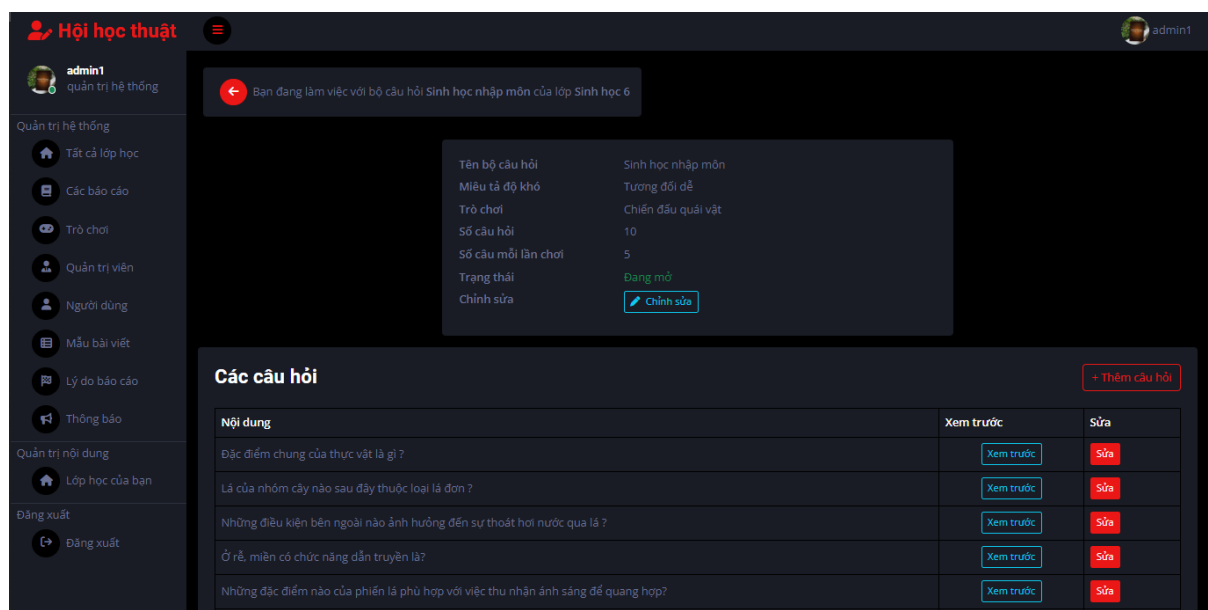 Hội học thuật
admin1
admin1
quản trị hệ thống
Quản trị hệ thống
Tất cả lớp học
Các báo cáo
Trò chơi
Quản trị viên
Người dùng
Mẫu bài viết
Lý do báo cáo
Thông báo
Quản trị nội dung
Lớp học của bạn
Đăng xuất
Đăng xuất
Bạn đang làm việc với bộ câu hỏi Sinh học nhập môn của lớp Sinh học 6
Tên bộ câu hỏi Sinh học nhập môn
Miêu tả độ khó Tương đối dễ
Trò chơi Chiến đấu quái vật
Số câu hỏi 10
Số câu mỗi lần chơi 5
Trạng thái Đang mở
Chỉnh sửa Chỉnh sửa
Các câu hỏi + Thêm câu hỏi
Nội dung Xem trước Sửa
Đặc điểm chung của thực vật là gì ? Xem trước Sửa
Lá của nhóm cây nào sau đây thuộc loại lá đơn ? Xem trước Sửa
Những điều kiện bên ngoài nào ảnh hưởng đến sự thoát hơi nước qua lá ? Xem trước Sửa
Ở rễ, miền có chức năng dẫn truyền là? Xem trước Sửa
Những đặc điểm nào của phiến lá phù hợp với việc thu nhận ánh sáng để quang hợp? Xem trước Sửa